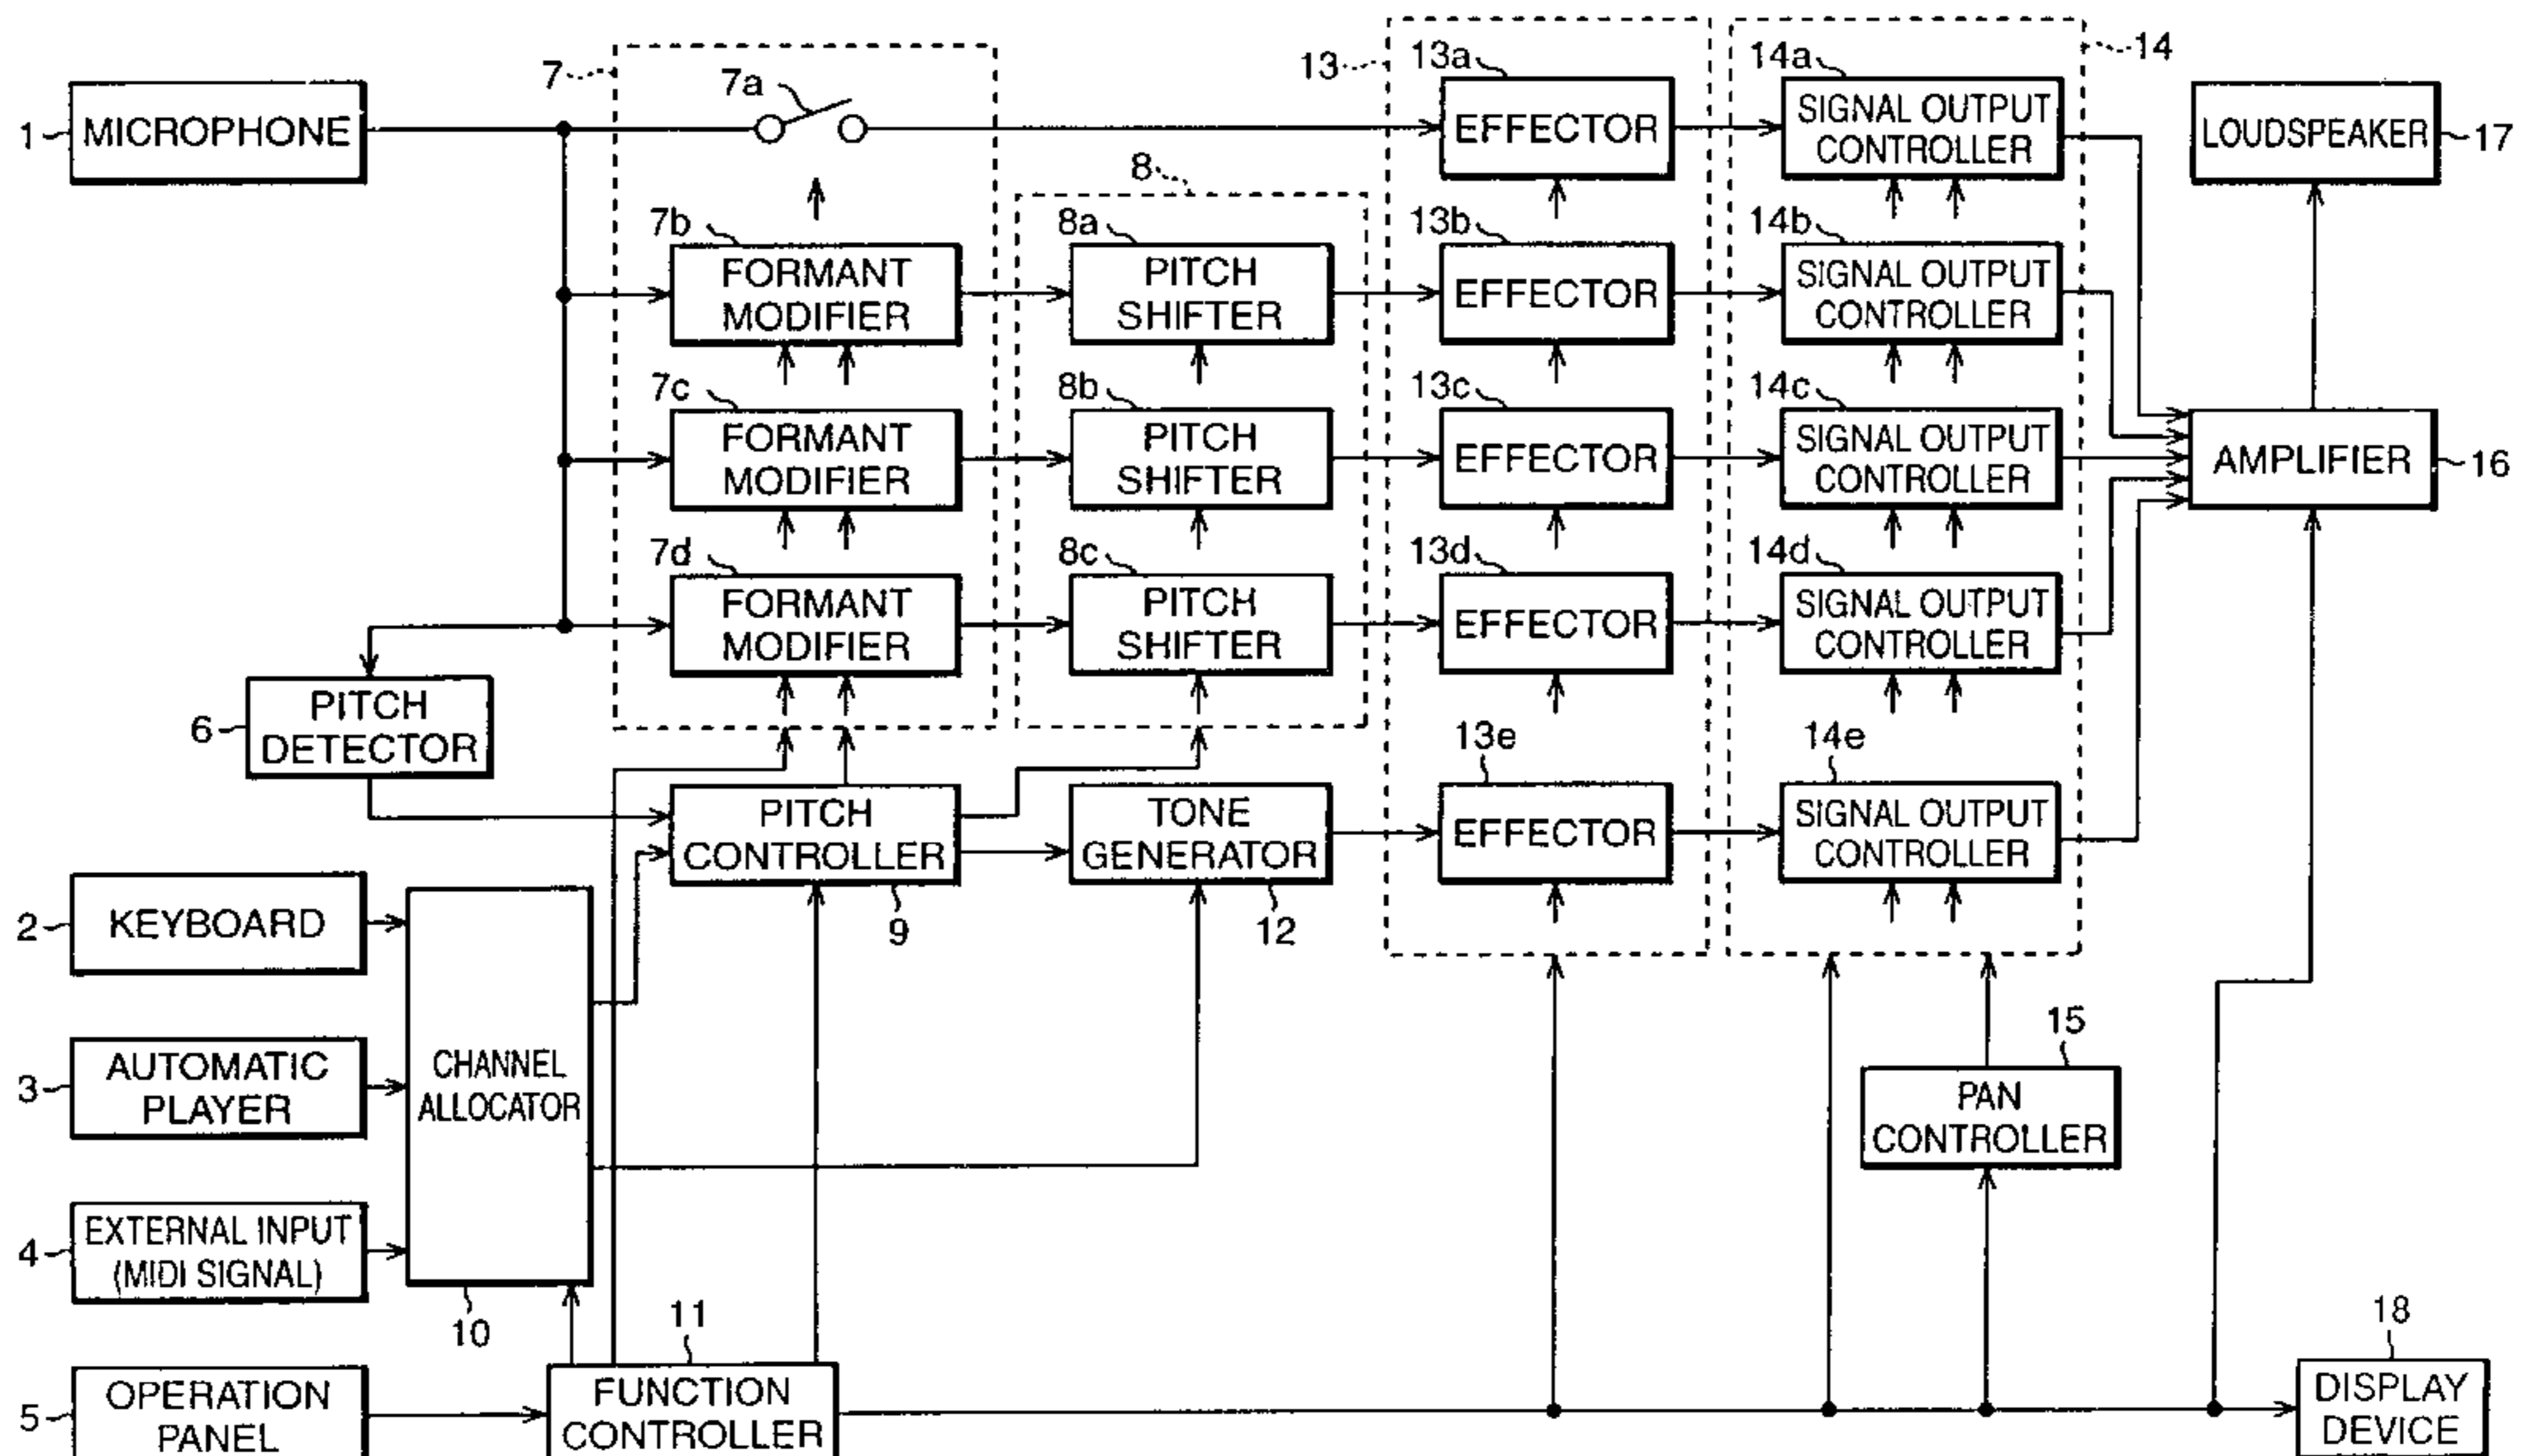 7
7a
13
13a
14a
14
1
MICROPHONE
EFFECTOR
SIGNAL OUTPUT
CONTROLLER
LOUDSPEAKER
17
8
7b
8a
13b
14b
FORMANT
MODIFIER
PITCH
SHIFTER
EFFECTOR
SIGNAL OUTPUT
CONTROLLER
7c
8b
13c
14c
FORMANT
MODIFIER
PITCH
SHIFTER
EFFECTOR
SIGNAL OUTPUT
CONTROLLER
AMPLIFIER
16
7d
8c
13d
14d
FORMANT
MODIFIER
PITCH
SHIFTER
EFFECTOR
SIGNAL OUTPUT
CONTROLLER
6
PITCH
DETECTOR
13e
14e
PITCH
CONTROLLER
9
TONE
GENERATOR
12
EFFECTOR
SIGNAL OUTPUT
CONTROLLER
2
KEYBOARD
3
AUTOMATIC
PLAYER
CHANNEL
ALLOCATOR
10
15
PAN
CONTROLLER
4
EXTERNAL INPUT
(MIDI SIGNAL)
11
18
5
OPERATION
PANEL
FUNCTION
CONTROLLER
DISPLAY
DEVICE